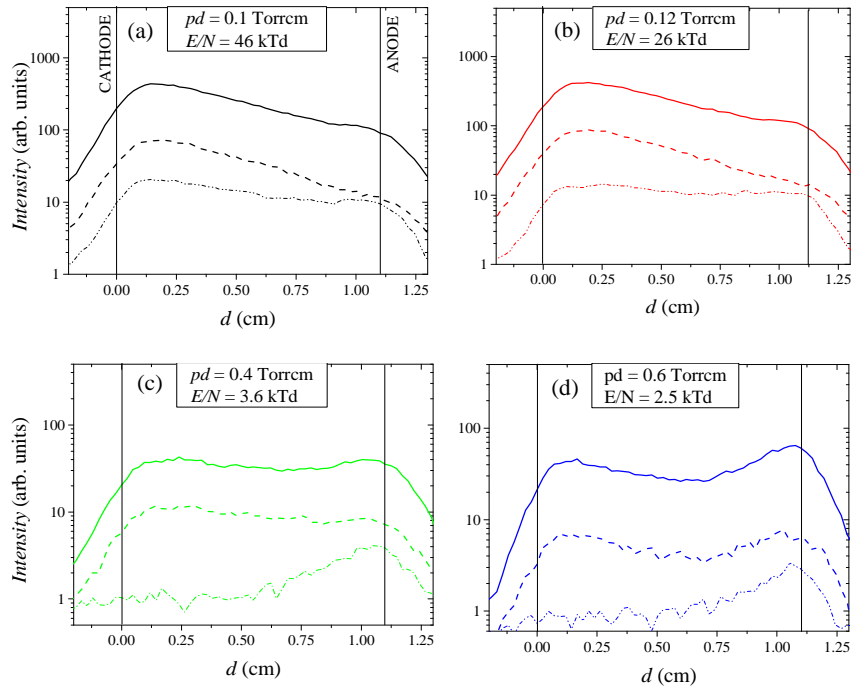 pd = 0.1 Torrcm
E/N = 46 kTd
(a)
CATHODE
ANODE
1000
100
10
1
Intensity (arb. units)
0.00 0.25 0.50 0.75 1.00 1.25
d (cm)
pd = 0.12 Torrcm
E/N = 26 kTd
(b)
1000
100
10
1
0.00 0.25 0.50 0.75 1.00 1.25
d (cm)
pd = 0.4 Torrcm
E/N = 3.6 kTd
(c)
100
10
1
Intensity (arb. units)
0.00 0.25 0.50 0.75 1.00 1.25
d (cm)
pd = 0.6 Torrcm
E/N = 2.5 kTd
(d)
100
10
1
0.00 0.25 0.50 0.75 1.00 1.25
d (cm)